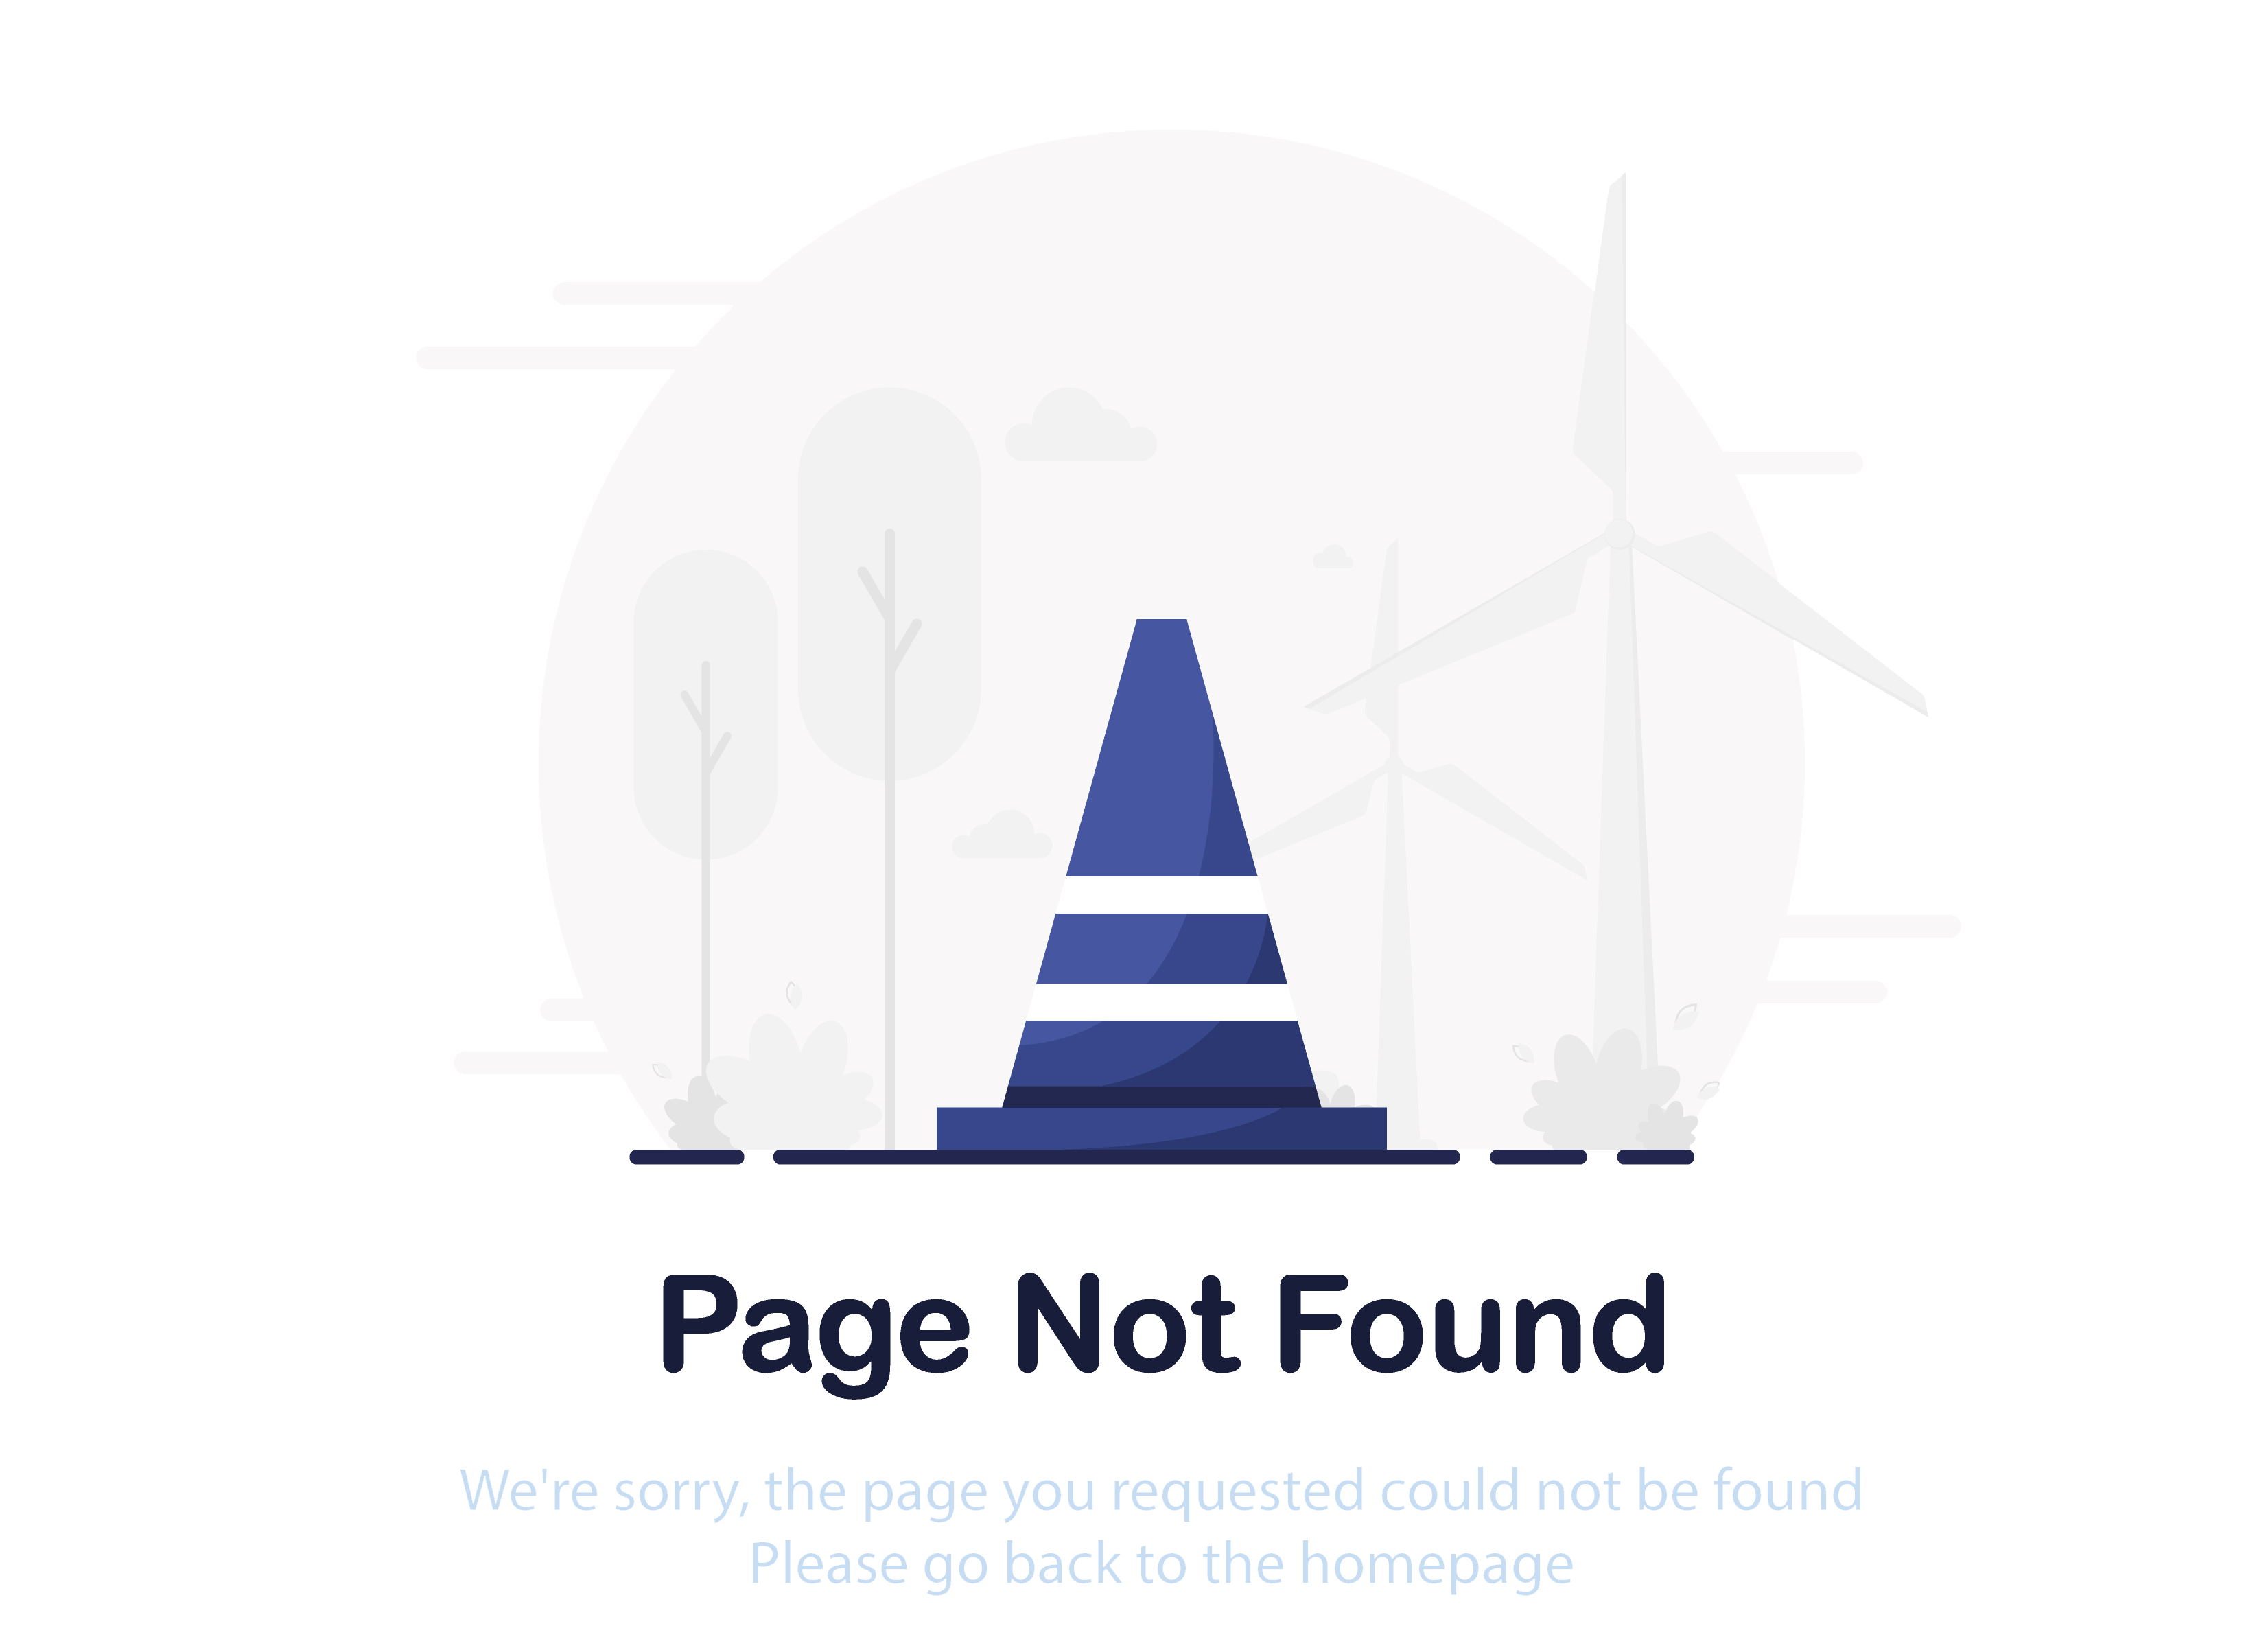 Page Not Found
We're sorry, the page you requested could not be found
Please go back to the homepage